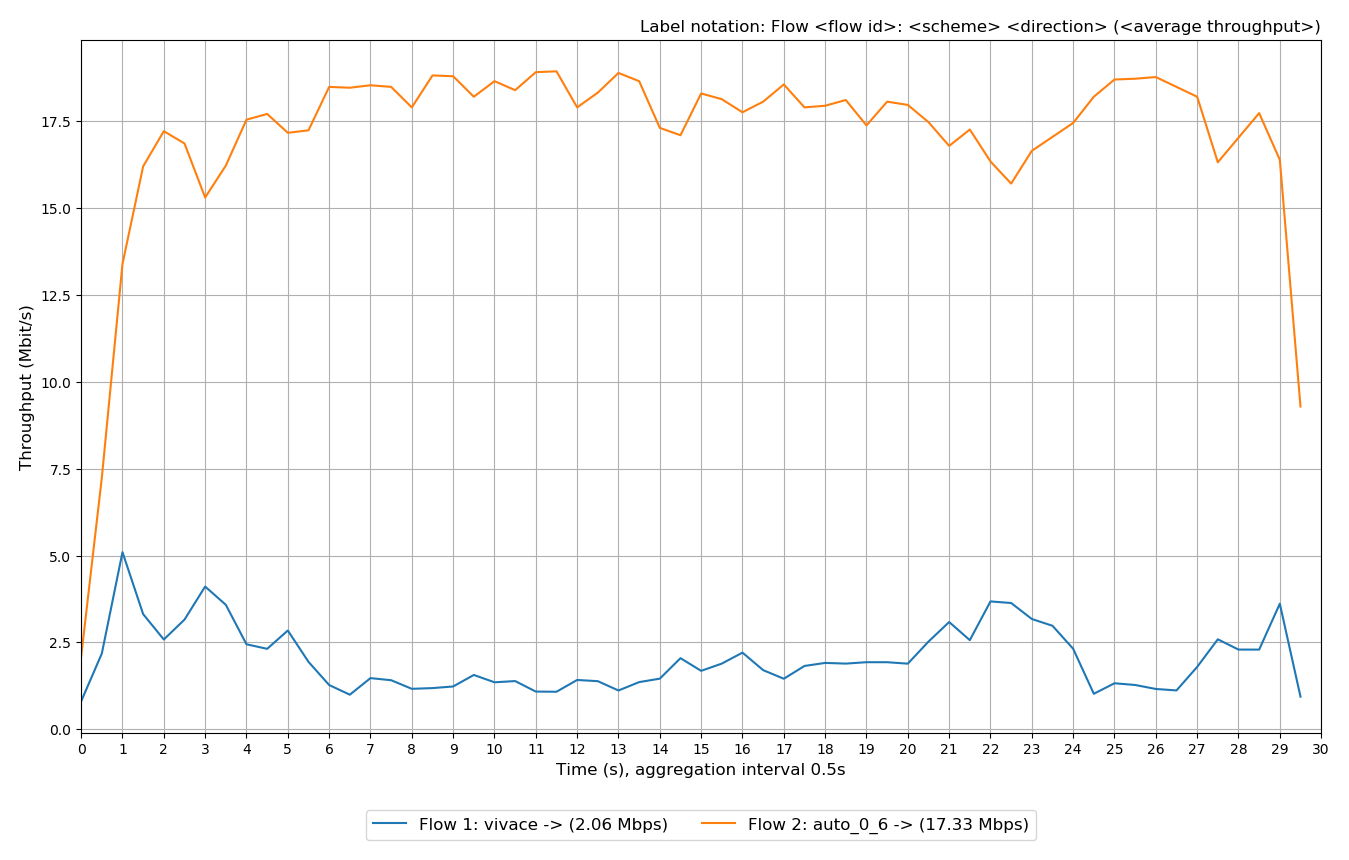 Label notation: Flow <flow id>: <scheme> <direction> (<average throughput>)
Throughput (Mbit/s)
17.5
15.0
12.5
10.0
7.5
5.0
2.5
0.0
0 1 2 3 4 5 6 7 8 9 10 11 12 13 14 15 16 17 18 19 20 21 22 23 24 25 26 27 28 29 30
Time (s), aggregation interval 0.5s
Flow 1: vivace -> (2.06 Mbps) Flow 2: auto_0_6 -> (17.33 Mbps)